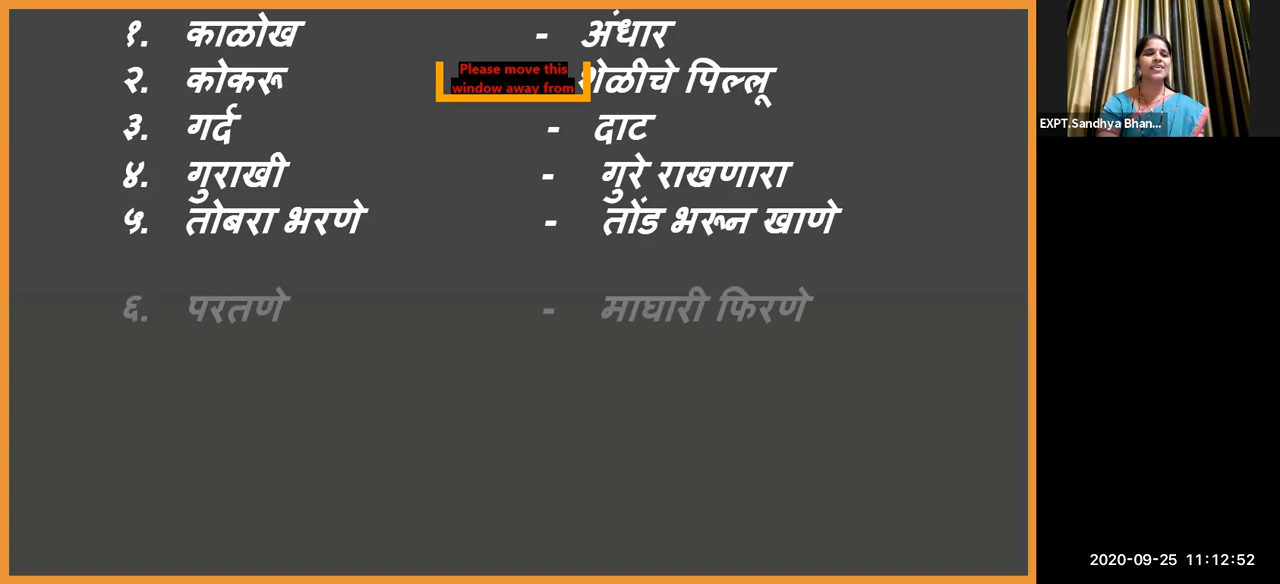 १. काळोख - अंधार
२. कोकरू शेळीचे पिल्लू
Please move this
window away from
३. गर्द - दाट
४. गुराखी - गुरे राखणारा
५. तोबरा भरणे - तोंड भरून खाणे
६. परतणे - माघारी फिरणे
EXPT.Sandhya Bhan...
2020-09-25 11:12:52